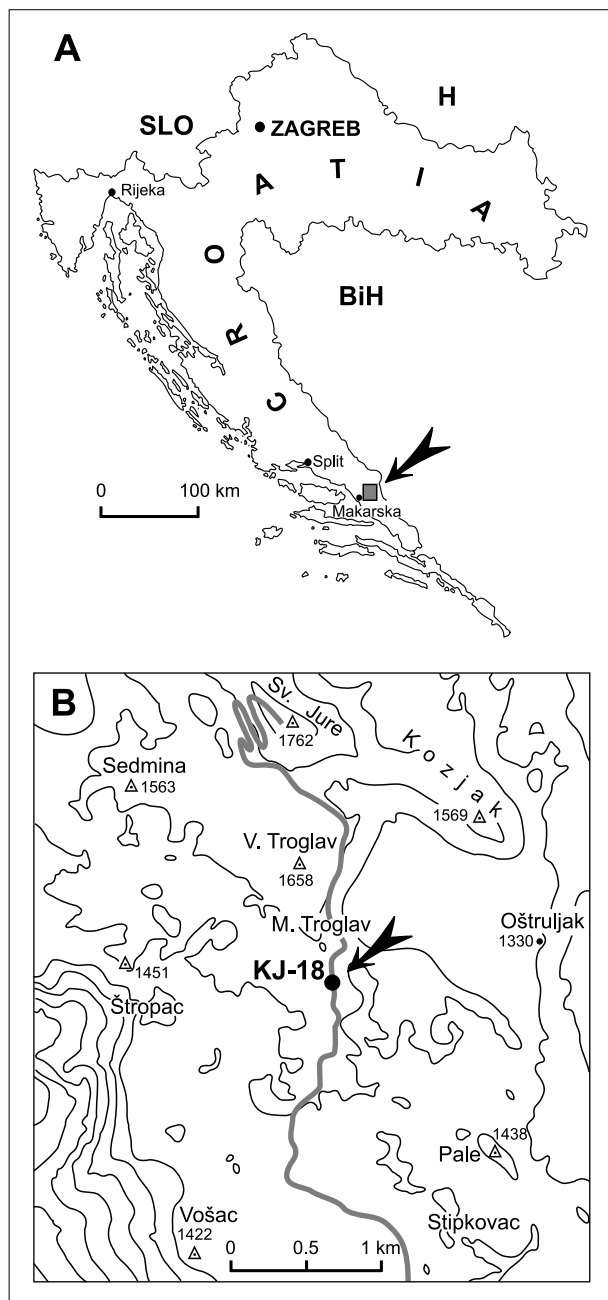 A
H
SLO
ZAGREB
C R O A T I A
Rijeka
BiH
Split
0 100 km
Makarska
B
Sv. Jure
1762
Kozjak
Sedmina
1563
1569
V. Troglav
1658
M. Troglav
Oštruljak
1330
1451
KJ-18
Štropac
1438
Pale
Vošac
1422
Stipkovac
0 0.5 1 km